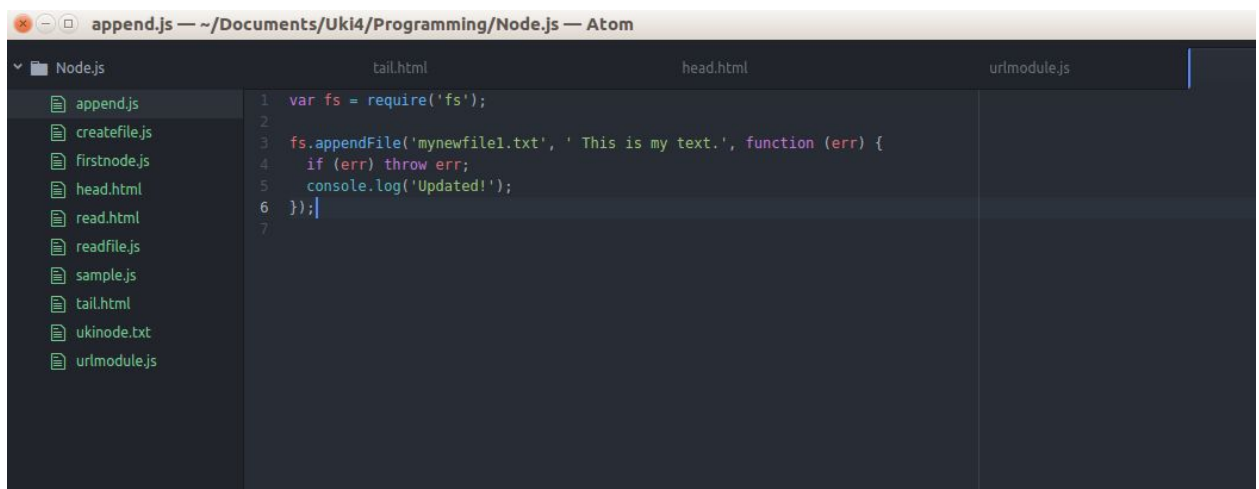 append.js — ~/Documents/Uki4/Programming/Node.js — Atom
Node.js
tail.html
head.html
urlmodule.js
append.js
createfile.js
firstnode.js
head.html
read.html
readfile.js
sample.js
tail.html
ukinode.txt
urlmodule.js
1 var fs = require('fs');
2
3 fs.appendFile('mynewfile1.txt', ' This is my text.', function (err) {
4 if (err) throw err;
5 console.log('Updated!');
6 });
7